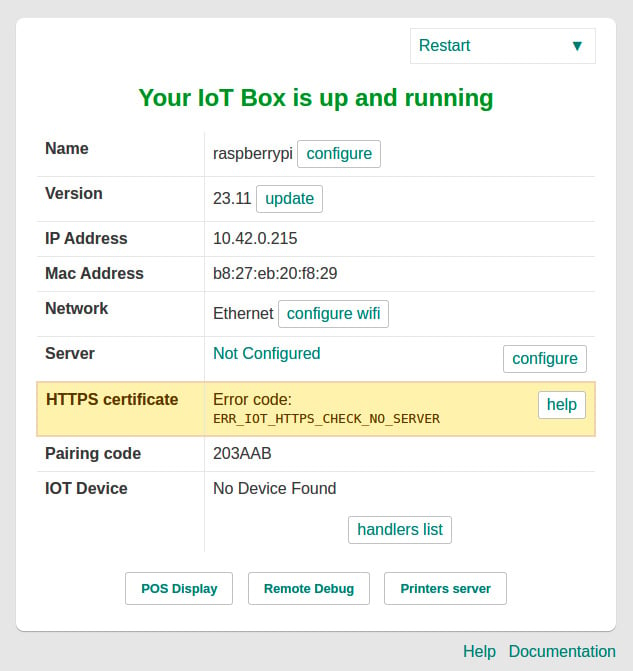 Restart ▼
Your IoT Box is up and running
Name raspberrypi configure
Version 23.11 update
IP Address 10.42.0.215
Mac Address b8:27:eb:20:f8:29
Network Ethernet configure wifi
Server Not Configured configure
HTTPS certificate Error code: help
ERR_IOT_HTTPS_CHECK_NO_SERVER
Pairing code 203AAB
IOT Device No Device Found
handlers list
POS Display Remote Debug Printers server
Help Documentation